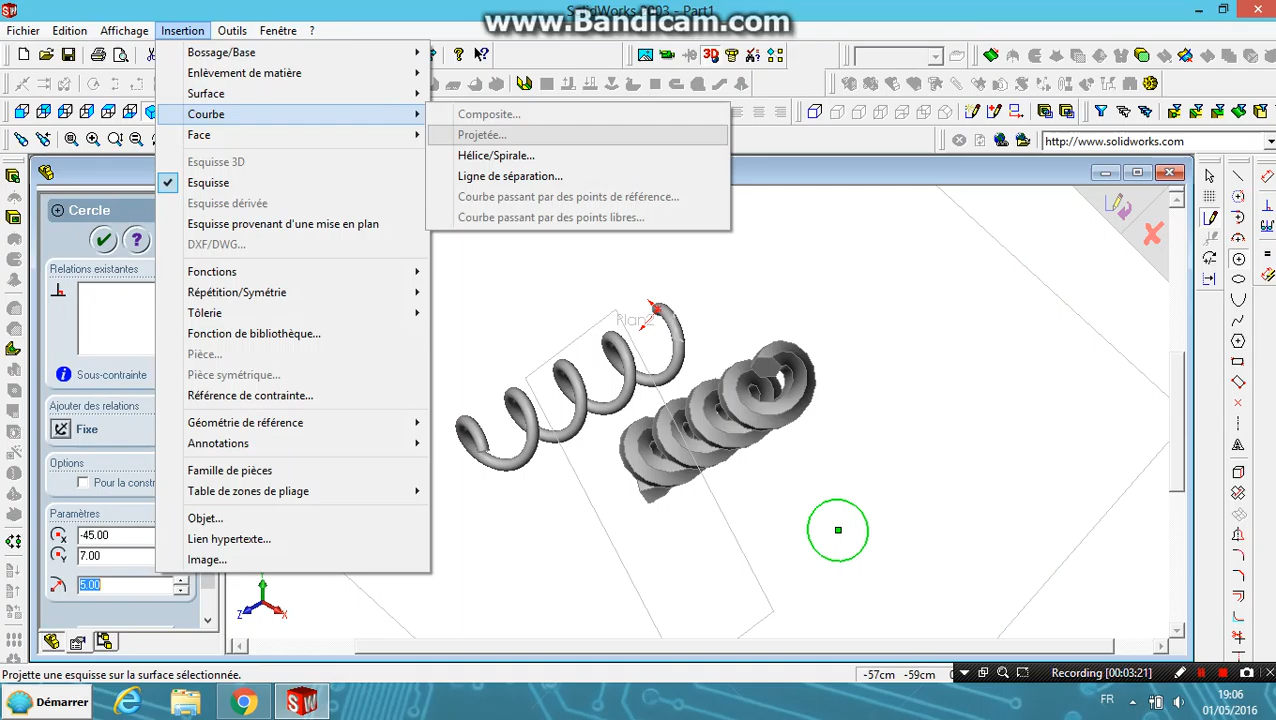 SolidWorks 2003 - Part1
www.Bandicam.com
Fichier Edition Affichage Insertion Outils Fenêtre ?
Bossage/Base
Enlèvement de matière
Surface
Courbe
Face
Esquisse 3D
Esquisse
Esquisse dérivée
Esquisse provenant d'une mise en plan
DXF/DWG...
Fonctions
Répétition/Symétrie
Tôlerie
Fonction de bibliothèque...
Pièce...
Pièce symétrique...
Référence de contrainte...
Géométrie de référence
Annotations
Famille de pièces
Table de zones de pliage
Objet...
Lien hypertexte...
Image...
Composite...
Projetée...
Hélice/Spirale...
Ligne de séparation...
Courbe passant par des points de référence...
Courbe passant par des points libres...
http://www.solidworks.com
Cercle
Relations existantes
Sous-contrainte
Ajouter des relations
Fixe
Options
Pour la constr
Paramètres
-45.00
7.00
5.00
Plan2
Z X
Projette une esquisse sur la surface sélectionnée.
-57cm -59cm
Recording [00:03:21]
Démarrer
FR
19:06
01/05/2016